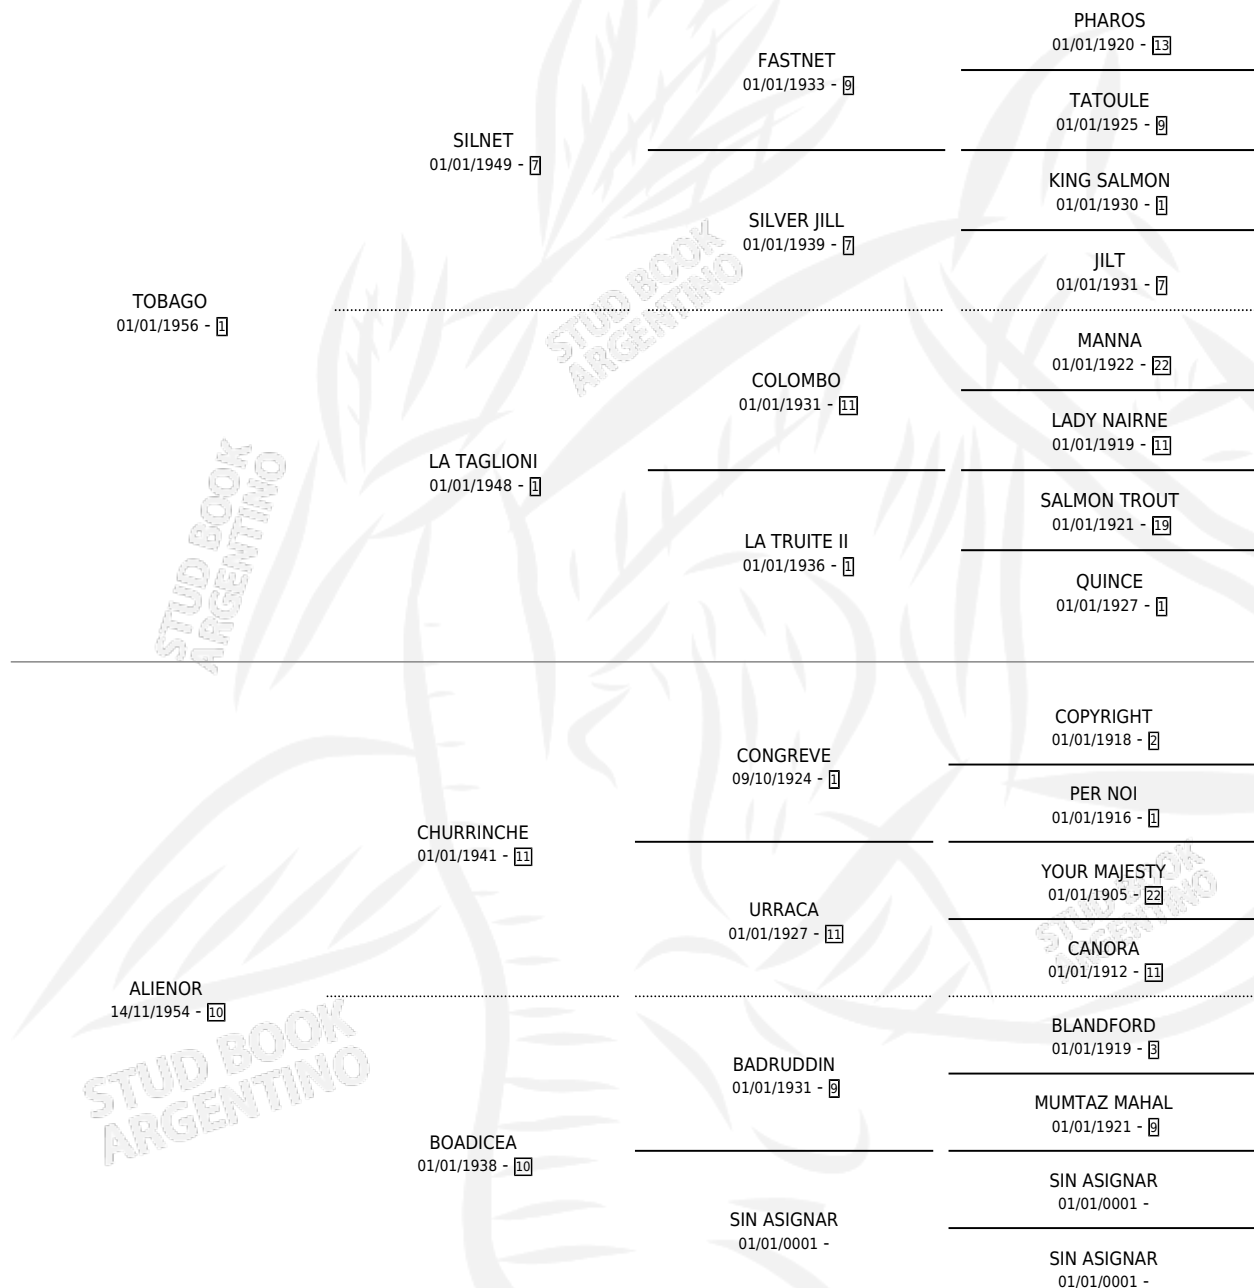 PHAROS
01/01/1920 - 13
FASTNET
01/01/1933 - 9
TATOULE
01/01/1925 - 9
SILNET
01/01/1949 - 7
KING SALMON
01/01/1930 - 1
SILVER JILL
01/01/1939 - 7
JILT
01/01/1931 - 7
TOBAGO
01/01/1956 - 1
MANNA
01/01/1922 - 22
COLOMBO
01/01/1931 - 11
LADY NAIRNE
01/01/1919 - 11
LA TAGLIONI
01/01/1948 - 1
SALMON TROUT
01/01/1921 - 19
LA TRUITE II
01/01/1936 - 1
QUINCE
01/01/1927 - 1
COPYRIGHT
01/01/1918 - 2
CONGREVE
09/10/1924 - 1
PER NOI
01/01/1916 - 1
CHURRINCHE
01/01/1941 - 11
YOUR MAJESTY
01/01/1905 - 22
URRACA
01/01/1927 - 11
CANORA
01/01/1912 - 11
ALIENOR
14/11/1954 - 10
BLANDFORD
01/01/1919 - 3
BADRUDDIN
01/01/1931 - 9
MUMTAZ MAHAL
01/01/1921 - 9
BOADICEA
01/01/1938 - 10
SIN ASIGNAR
01/01/0001 -
SIN ASIGNAR
01/01/0001 -
SIN ASIGNAR
01/01/0001 -
STUD BOOK
ARGENTINO
STUD BOOK
ARGENTINO
STUD BOOK
ARGENTINO
STUD BOOK
ARGENTINO